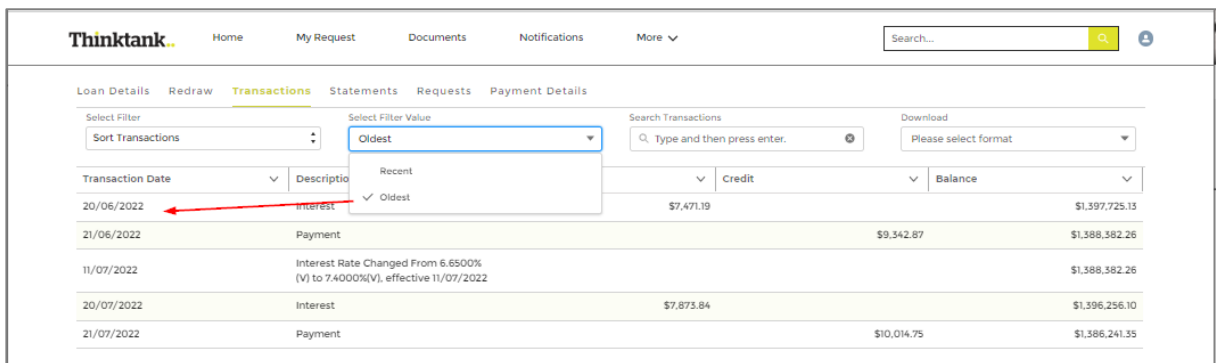 Thinktank..
Home My Request Documents Notifications More
Search...
Loan Details Redraw Transactions Statements Requests Payment Details
Select Filter Select Filter Value Search Transactions Download
Sort Transactions Oldest Type and then press enter. Please select format
Recent
Oldest
Transaction Date Descriptio Credit Balance
20/06/2022 Interest $7,471.19 $1,397,725.13
21/06/2022 Payment $9,342.87 $1,388,382.26
11/07/2022 Interest Rate Changed From 6.6500%
(V) to 7.4000%(V), effective 11/07/2022 $1,388,382.26
20/07/2022 Interest $7,873.84 $1,396,256.10
21/07/2022 Payment $10,014.75 $1,386,241.35